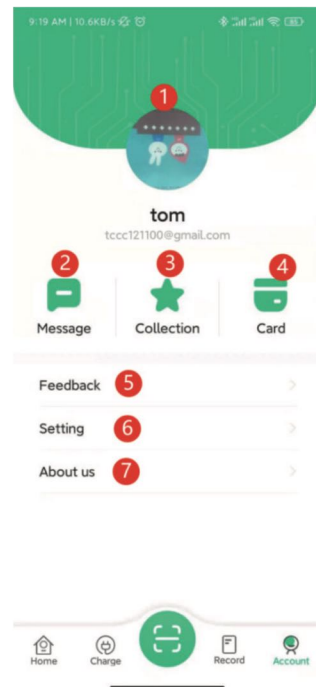 9:19 AM | 10.6KB/s
85
1
tom
tccc121100@gmail.com
2 3 4
Message Collection Card
Feedback 5
Setting 6
About us 7
Home Charge Record Account